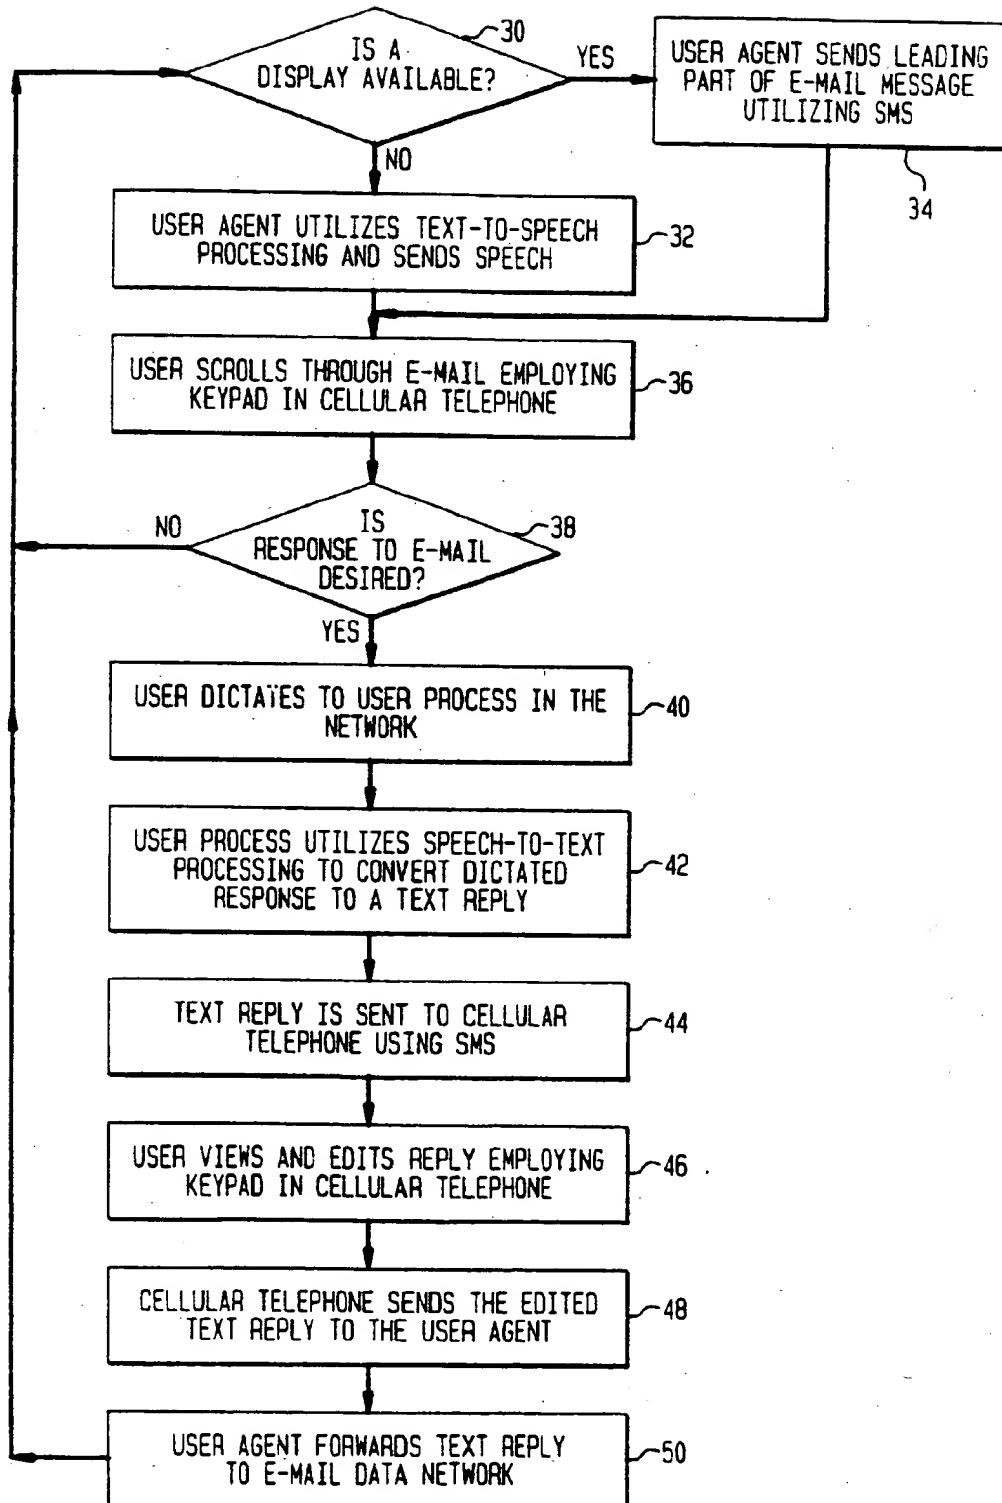 30
IS A
DISPLAY AVAILABLE?
YES
USER AGENT SENDS LEADING
PART OF E-MAIL MESSAGE
UTILIZING SMS
34
NO
USER AGENT UTILIZES TEXT-TO-SPEECH
PROCESSING AND SENDS SPEECH
32
USER SCROLLS THROUGH E-MAIL EMPLOYING
KEYPAD IN CELLULAR TELEPHONE
36
NO
IS
RESPONSE TO E-MAIL
DESIRED?
38
YES
USER DICTATES TO USER PROCESS IN THE
NETWORK
40
USER PROCESS UTILIZES SPEECH-TO-TEXT
PROCESSING TO CONVERT DICTATED
RESPONSE TO A TEXT REPLY
42
TEXT REPLY IS SENT TO CELLULAR
TELEPHONE USING SMS
44
USER VIEWS AND EDITS REPLY EMPLOYING
KEYPAD IN CELLULAR TELEPHONE
46
CELLULAR TELEPHONE SENDS THE EDITED
TEXT REPLY TO THE USER AGENT
48
USER AGENT FORWARDS TEXT REPLY
TO E-MAIL DATA NETWORK
50